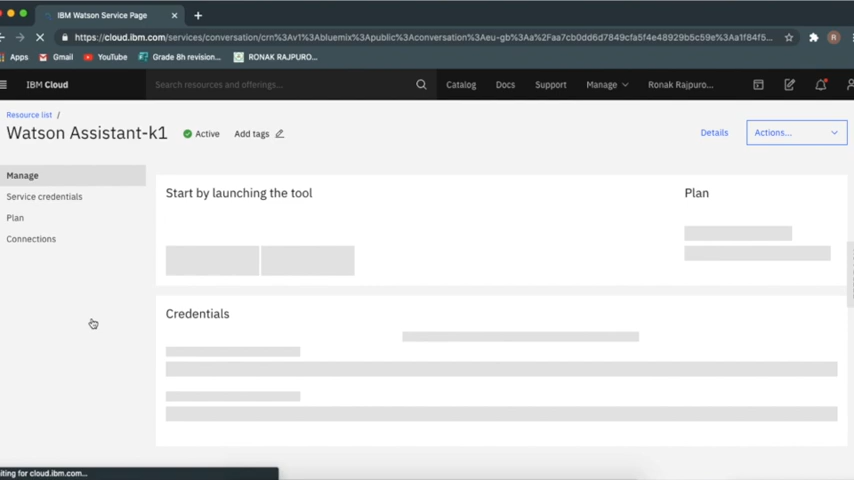 IBM Watson Service Page
https://cloud.ibm.com/services/conversation/crn%3Av1%3Abluemix%3Apublic%3Aconversation%3Aeu-gb%3Aa%2Faa7cb0dd6d7849cfa5f4e48929b5c59e%3Aa1f84f5...
R
Apps Gmail YouTube Grade 8h revision... RONAK RAJPURO...
IBM Cloud Search resources and offerings... Catalog Docs Support Manage Ronak Rajpuro...
Resource list /
Watson Assistant-k1 Active Add tags Details Actions...
Manage
Service credentials
Plan
Connections
Start by launching the tool
Plan
Credentials
iting for cloud.ibm.com...